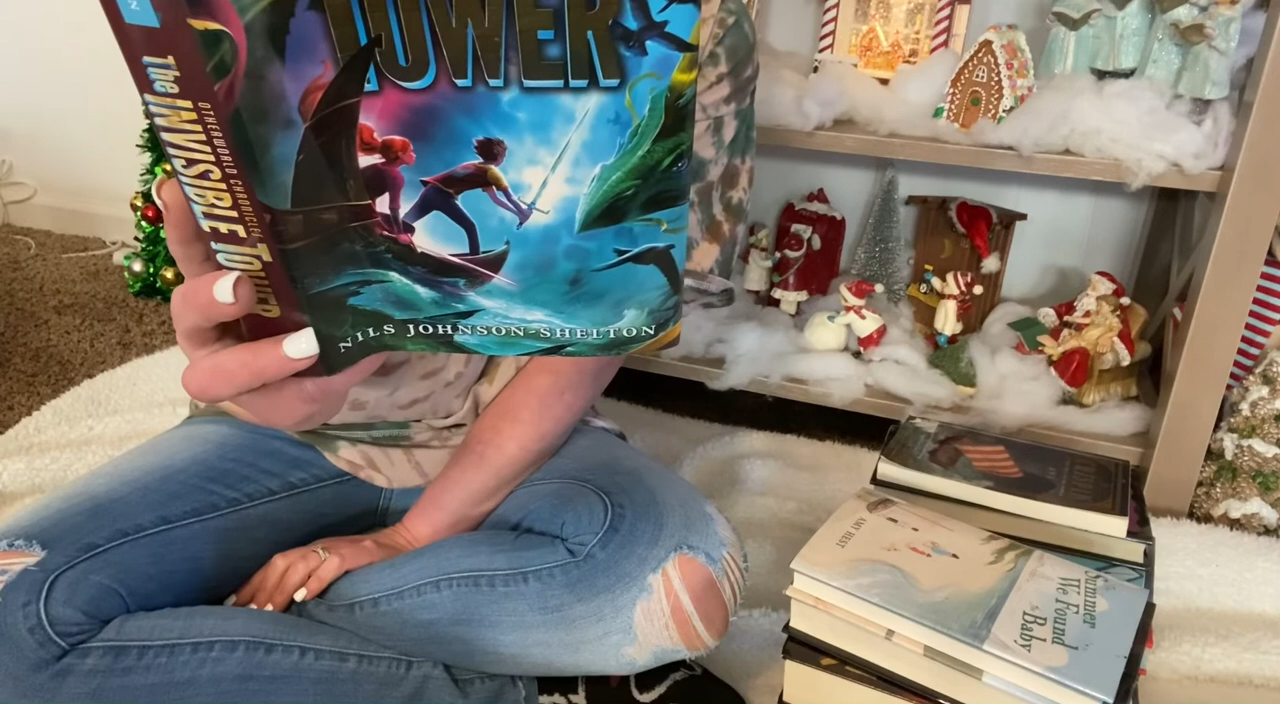 TOWER
NILS JOHNSON-SHELTON
The INVISIBLE TOWER
OTHERWORLD CHRONICLES
AMY HEST
Summer
We Found
Baby